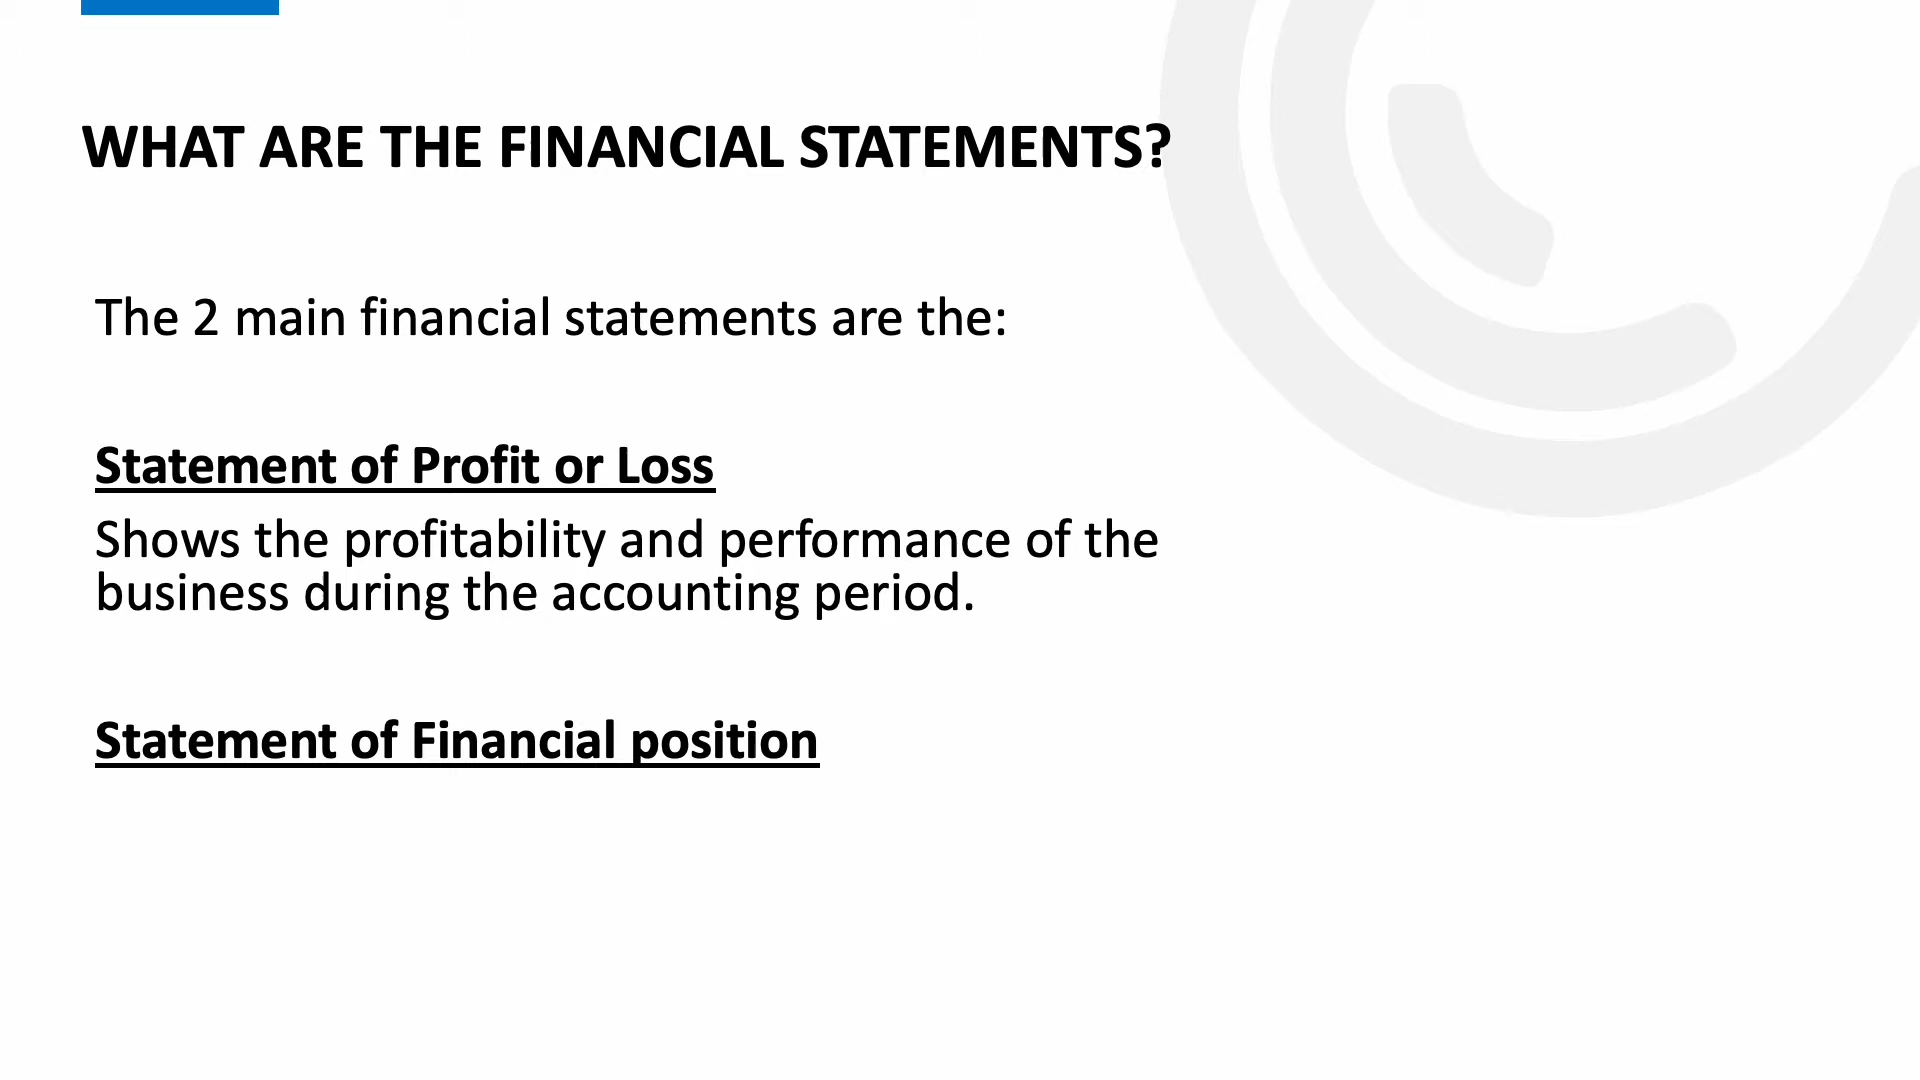 WHAT ARE THE FINANCIAL STATEMENTS?
The 2 main financial statements are the:
Statement of Profit or Loss
Shows the profitability and performance of the
business during the accounting period.
Statement of Financial position